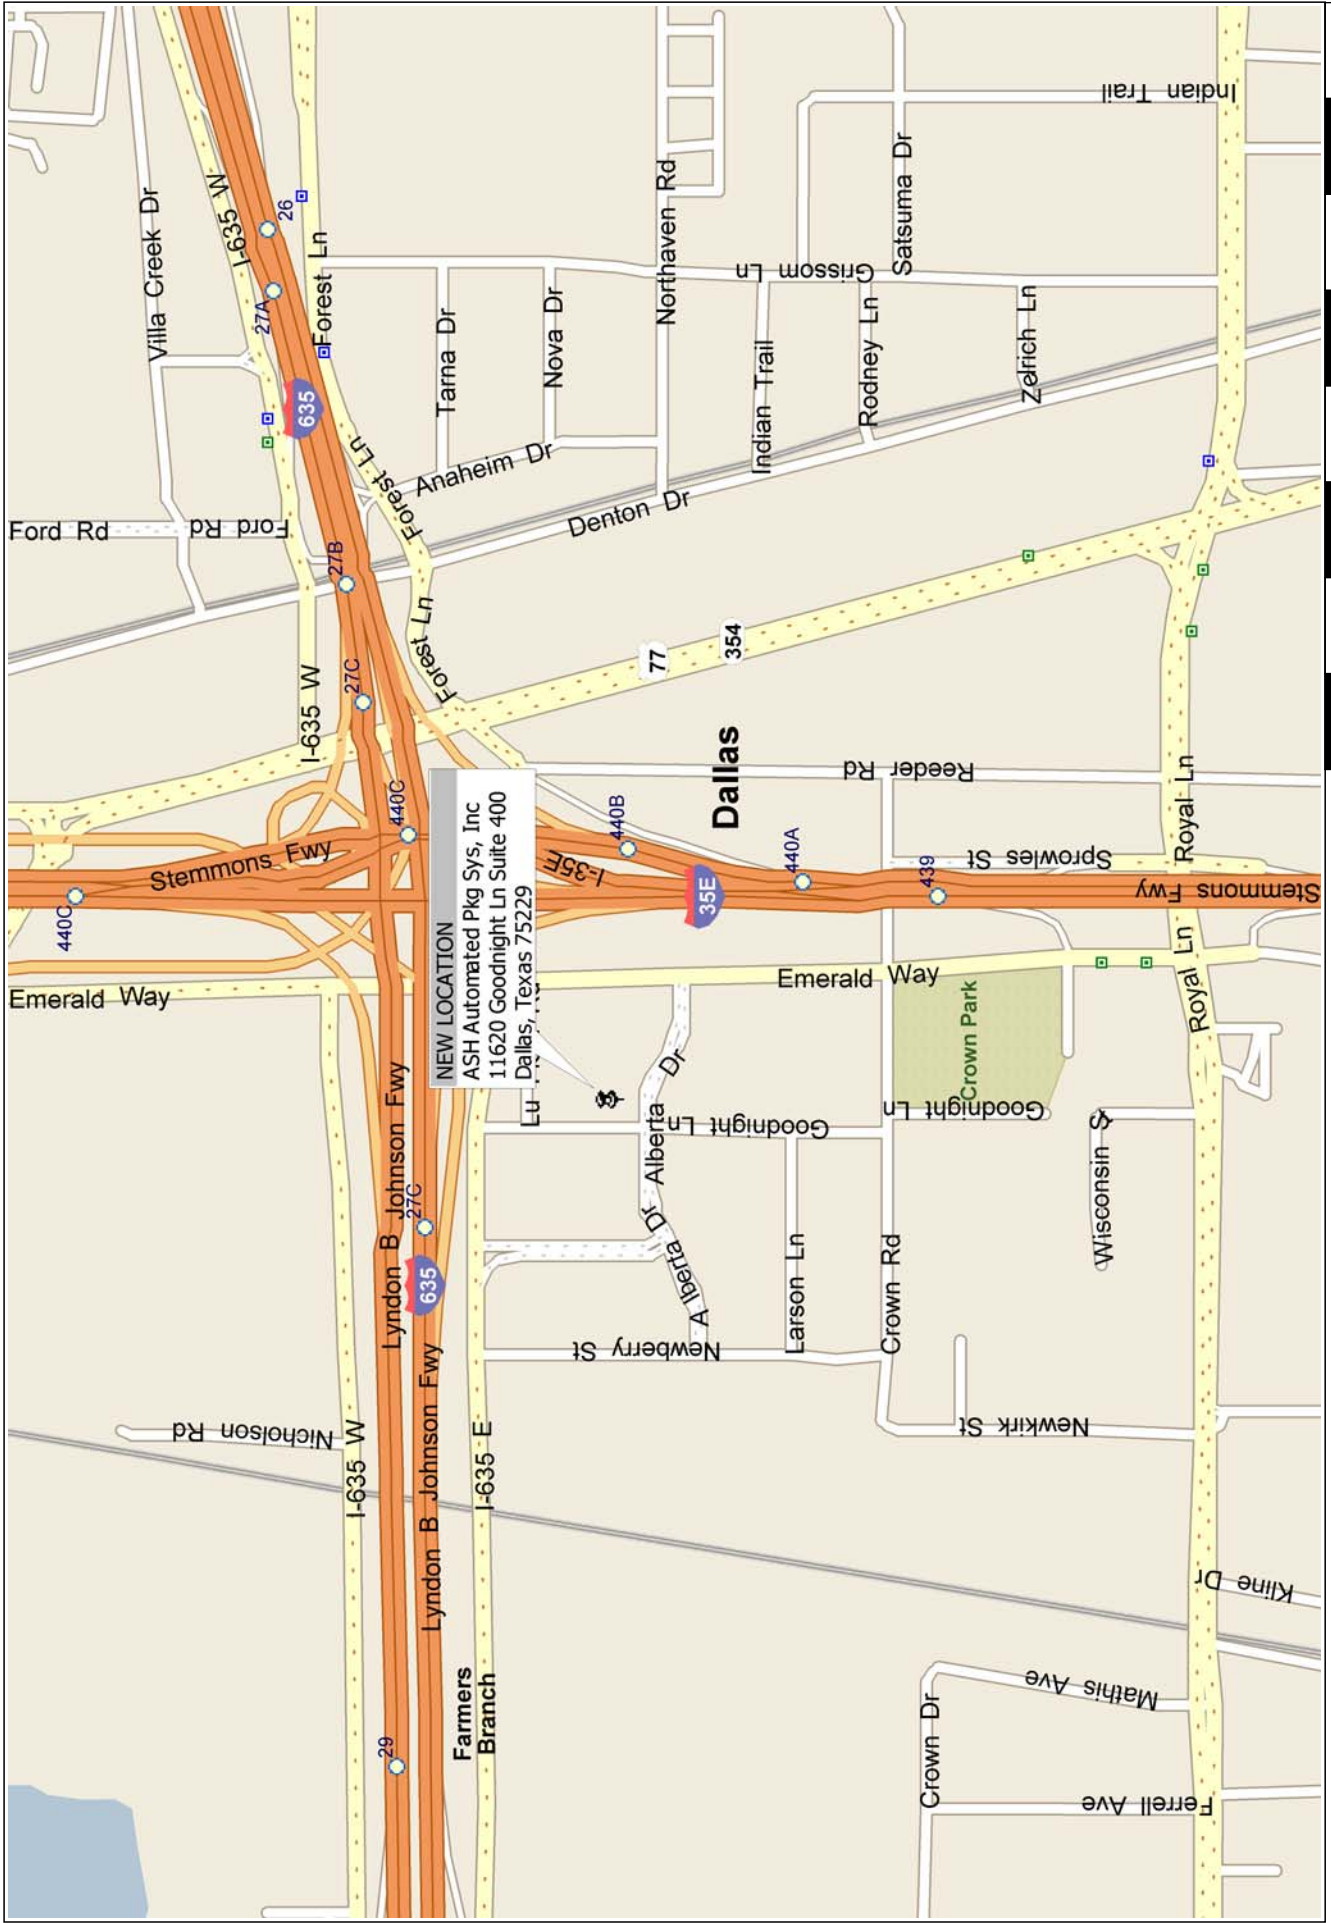 Farmers
Branch
29
Lyndon B Johnson Fwy
I-635 W
I-635 E
Nicholson Rd
Lyndon B Johnson Fwy
635
27C
Newberry St
Alberta Dr
Alberta Dr
Larson Ln
Crown Rd
Newkirk St
Crown Dr
Ferrell Ave
Mathis Ave
Kline Dr
Wisconsin St
Goodnight Ln
Goodnight Ln
Crown Park
Royal Ln
Emerald Way
Emerald Way
Lu
NEW LOCATION
ASH Automated Pkg Sys, Inc
11620 Goodnight Ln Suite 400
Dallas, Texas 75229
440C
Stemmons Fwy
440C
I-35E
440B
35E
440A
439
Stemmons Fwy
Sprowles St
Royal Ln
Reeder Rd
Dallas
I-635 W
27C
Forest Ln
77
354
27B
Forest Ln
Denton Dr
Anaheim Dr
Ford Rd
Ford Rd
635
Forest Ln
27A
26
I-635 W
Villa Creek Dr
Tarna Dr
Nova Dr
Northaven Rd
Indian Trail
Rodney Ln
Zelrich Ln
Grissom Ln
Satsuma Dr
Indian Trail